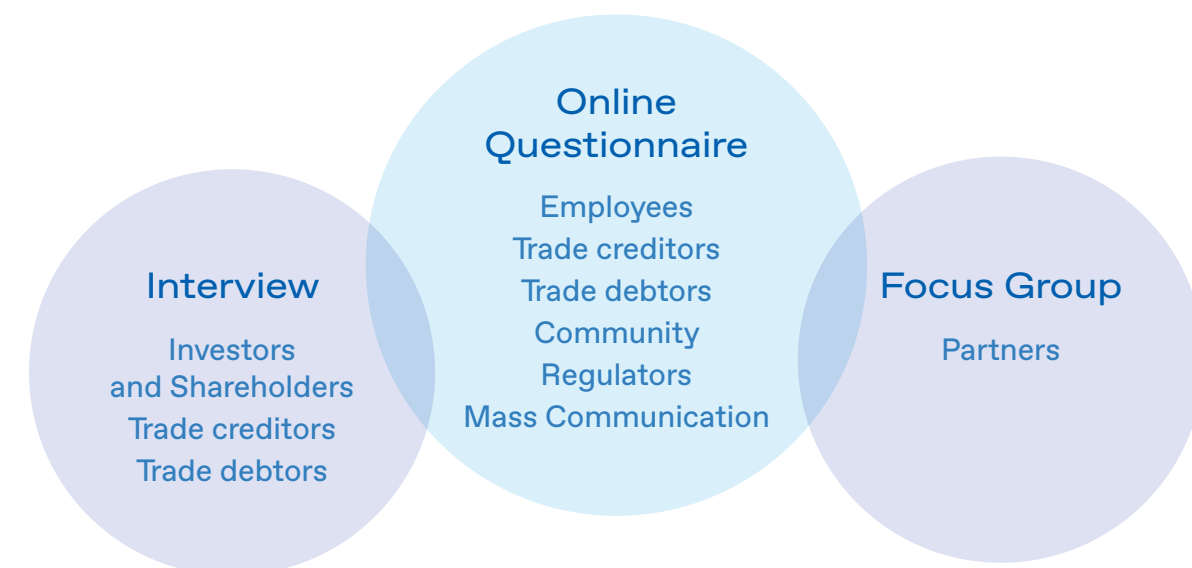 Interview
Investors
and Shareholders
Trade creditors
Trade debtors
Online
Questionnaire
Employees
Trade creditors
Trade debtors
Community
Regulators
Mass Communication
Focus Group
Partners